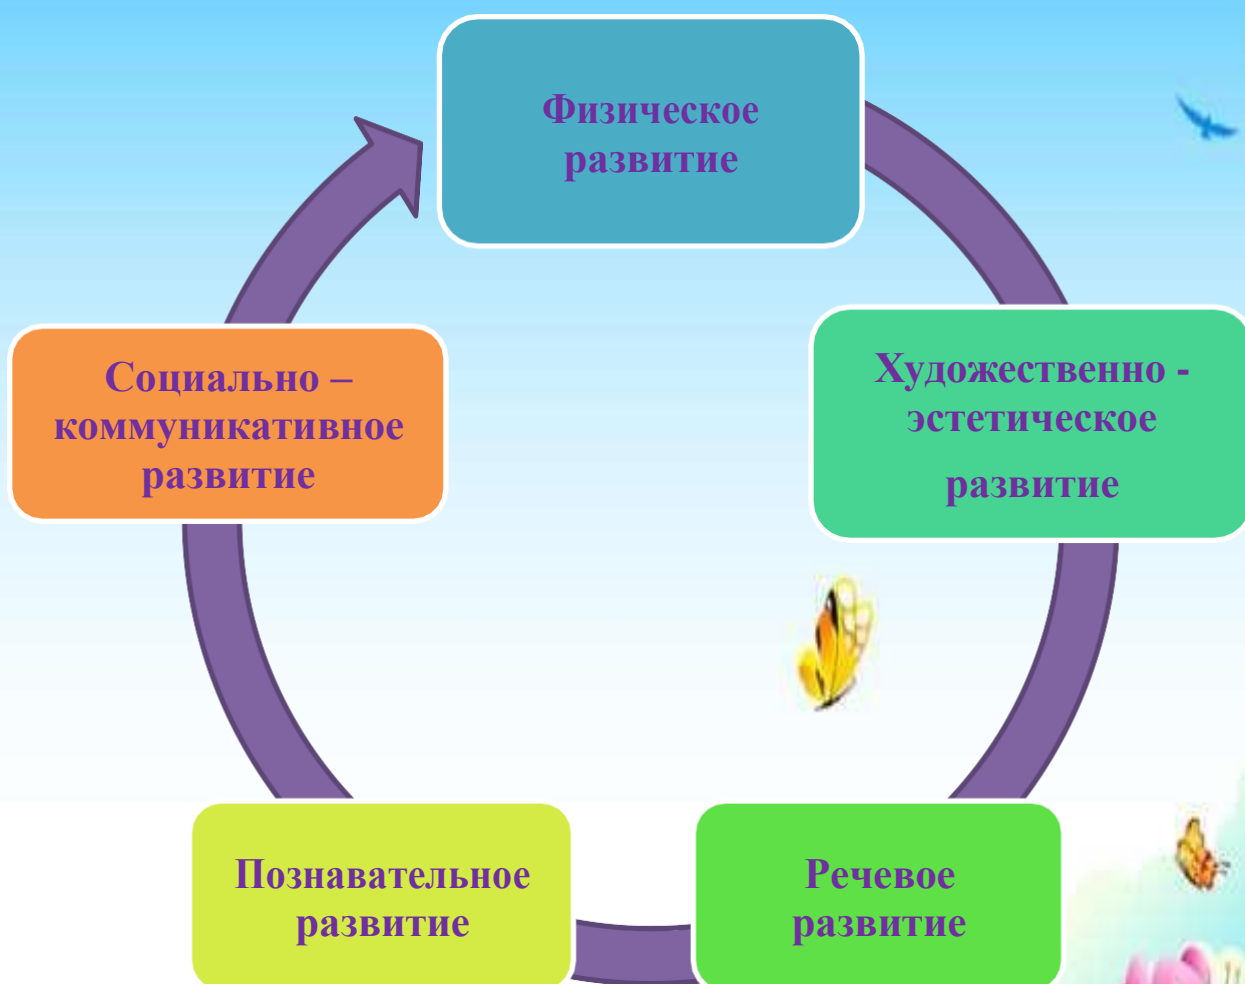 Физическое
развитие
Художественно -
эстетическое
развитие
Речевое
развитие
Познавательное
развитие
Социально –
коммуникативное
развитие